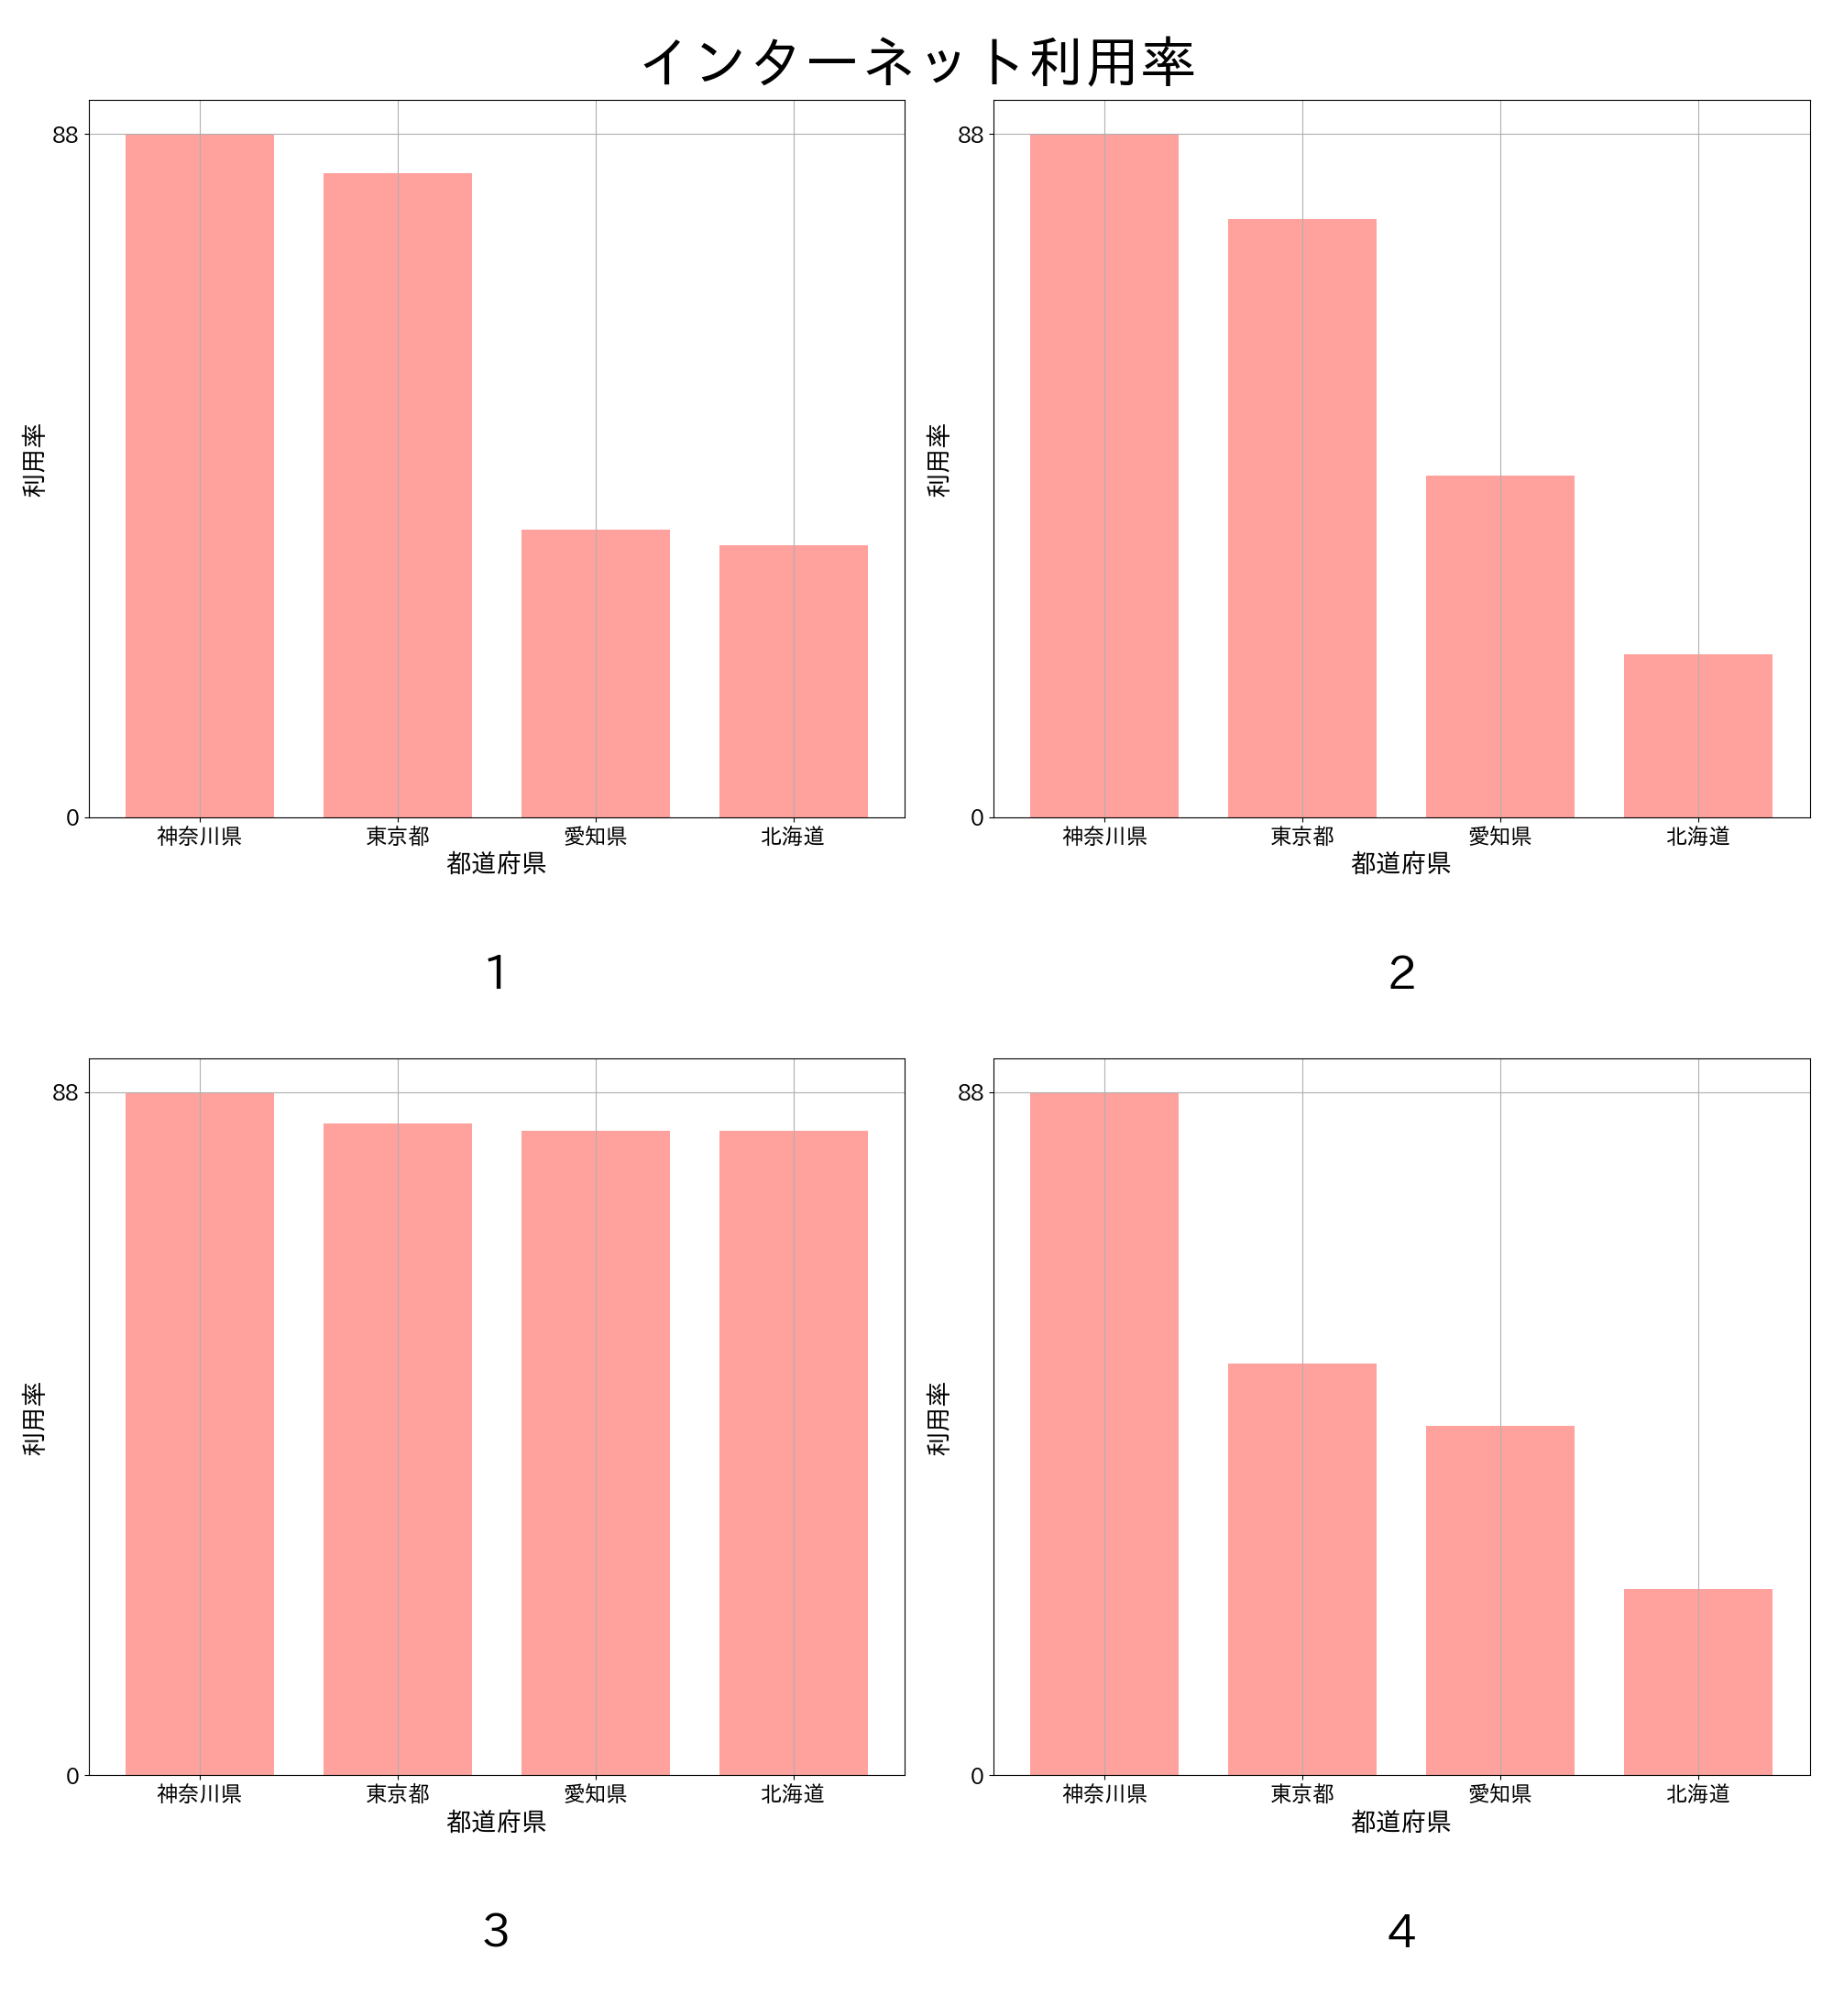 インターネット利用率
88
0
利用率
神奈川県 東京都 愛知県 北海道
都道府県
1
88
0
利用率
神奈川県 東京都 愛知県 北海道
都道府県
2
88
0
利用率
神奈川県 東京都 愛知県 北海道
都道府県
3
88
0
利用率
神奈川県 東京都 愛知県 北海道
都道府県
4